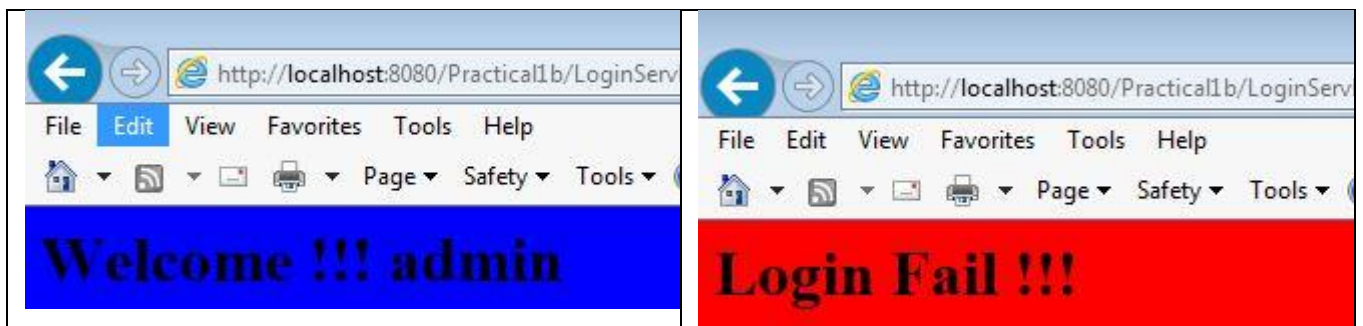 http://localhost:8080/Practical1b/LoginServ
File Edit View Favorites Tools Help
Page Safety Tools
Welcome !!! admin
http://localhost:8080/Practical1b/LoginServ
File Edit View Favorites Tools Help
Page Safety Tools
Login Fail !!!